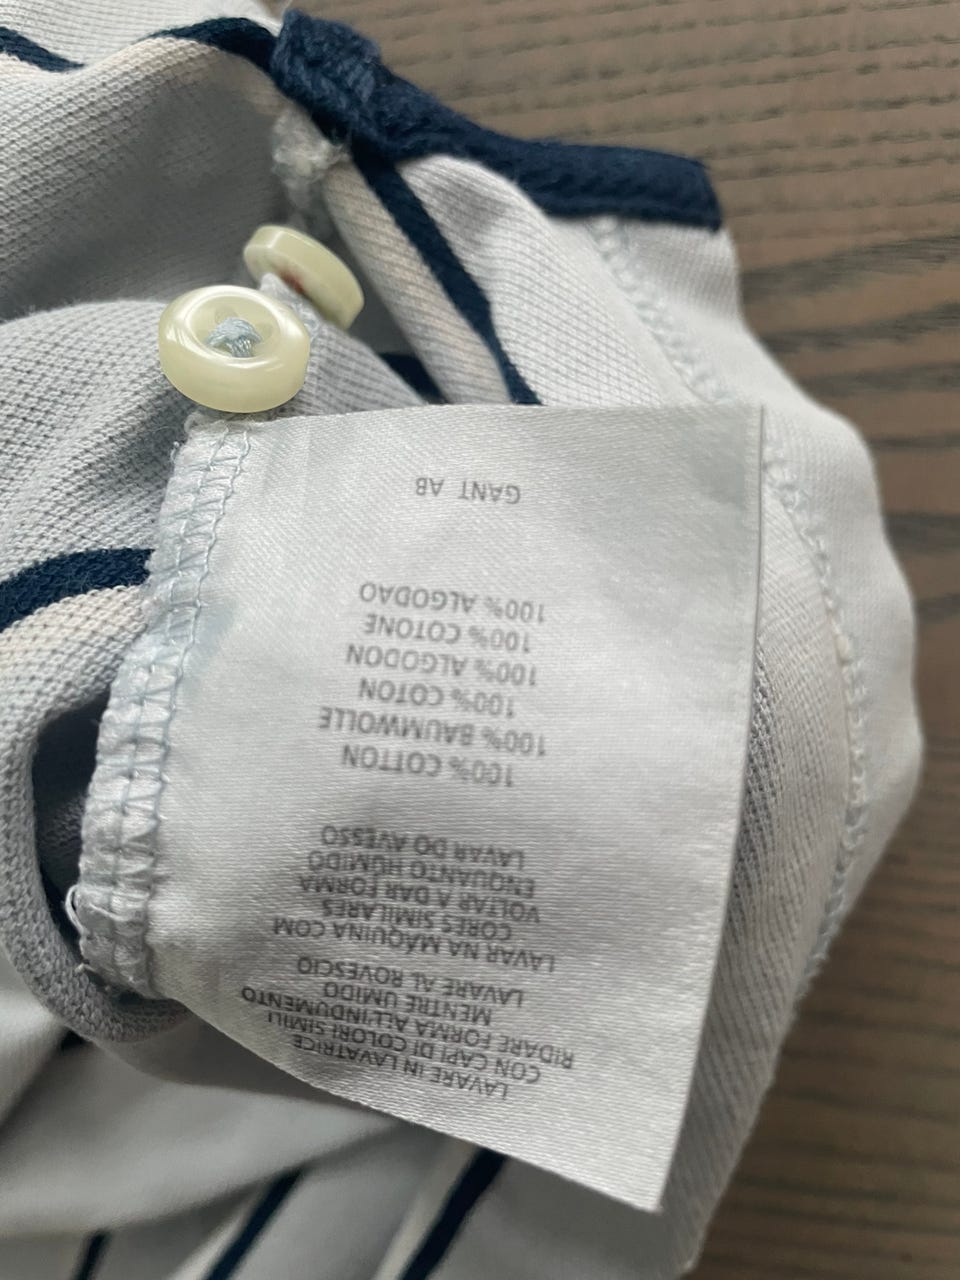 LAVARE IN LAVATRICE
CON CAPI DI COLORI SIMILI
RIDARE FORMA ALL'INDUMENTO
MENTRE UMIDO
LAVARE AL ROVESCIO
LAVAR NA MÁQUINA COM
CORES SIMILARES
VOLTAR A DAR FORMA
ENQUANTO HÚMIDO
LAVAR DO AVESSO
100% COTTON
100% BAUMWOLLE
100% COTON
100% ALGODON
100% COTONE
100% ALGODAO
GANT AB